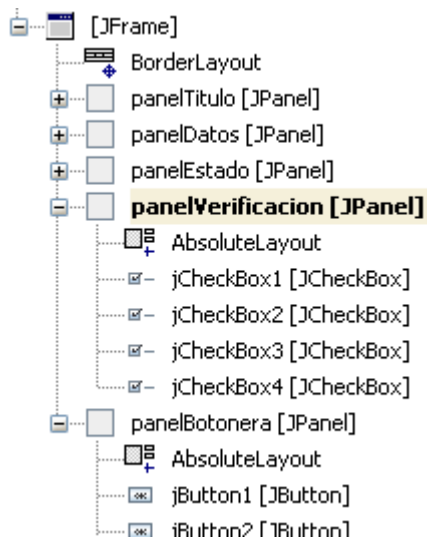 [JFrame]
BorderLayout
panelTitulo [JPanel]
panelDatos [JPanel]
panelEstado [JPanel]
panelVerificacion [JPanel]
AbsoluteLayout
jCheckBox1 [JCheckBox]
jCheckBox2 [JCheckBox]
jCheckBox3 [JCheckBox]
jCheckBox4 [JCheckBox]
panelBotonera [JPanel]
AbsoluteLayout
jButton1 [JButton]
jButton2 [JButton]